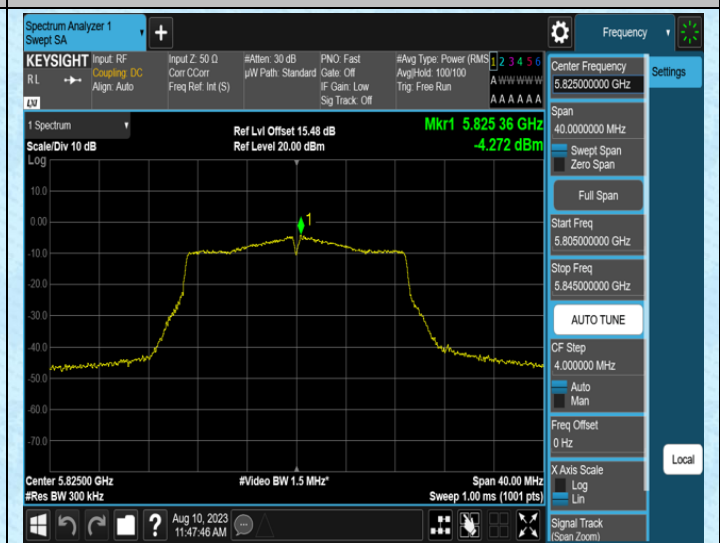 Spectrum Analyzer 1
Swept SA
Frequency
KEYSIGHT
RL
LXI
Input: RF
Coupling: DC
Align: Auto
Input Z: 50 Ω
Corr CCorr
Freq Ref: Int (S)
#Atten: 30 dB
µW Path: Standard
PNO: Fast
Gate: Off
IF Gain: Low
Sig Track: Off
#Avg Type: Power (RMS
Avg|Hold: 100/100
Trig: Free Run
1 2 3 4 5 6
A W W W W W
A A A A A A
Center Frequency
5.825000000 GHz
Settings
Span
40.0000000 MHz
Swept Span
Zero Span
Full Span
Start Freq
5.805000000 GHz
Stop Freq
5.845000000 GHz
AUTO TUNE
CF Step
4.000000 MHz
Auto
Man
Freq Offset
0 Hz
X Axis Scale
Log
Lin
Signal Track
(Span Zoom)
Local
1 Spectrum
Scale/Div 10 dB
Log
Ref Lvl Offset 15.48 dB
Ref Level 20.00 dBm
Mkr1 5.825 36 GHz
-4.272 dBm
10.0
0.00
-10.0
-20.0
-30.0
-40.0
-50.0
-60.0
-70.0
1
Center 5.82500 GHz
#Res BW 300 kHz
#Video BW 1.5 MHz*
Span 40.00 MHz
Sweep 1.00 ms (1001 pts)
Aug 10, 2023
11:47:46 AM